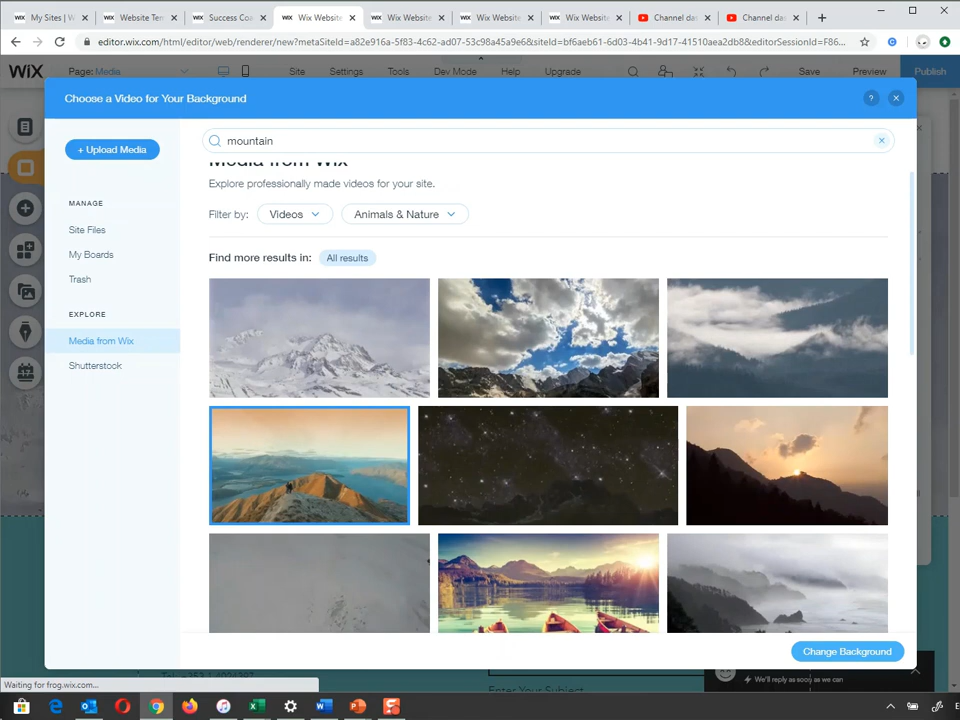 My Sites |
Website Ten
Success Coa
Wix Website
Wix Website
Wix Website
Wix Website
Channel das
Channel das
editor.wix.com/html/editor/web/renderer/new?metaSiteId=a82e916a-5f83-4c62-ad07-53c98a45a9e6&siteId=bf6aeb61-6d03-4b41-9d17-41510aea2db8&editorSessionId=F86...
WiX Page: Media Site Settings Tools Dev Mode Help Upgrade Save Preview Publish
Choose a Video for Your Background
?
+ Upload Media
mountain
Media from Wix
Explore professionally made videos for your site.
MANAGE
Site Files
My Boards
Trash
EXPLORE
Media from Wix
Shutterstock
Filter by: Videos Animals & Nature
Find more results in: All results
Change Background
We'll reply as soon as we can
Enter Your Subject
Waiting for frog.wix.com...